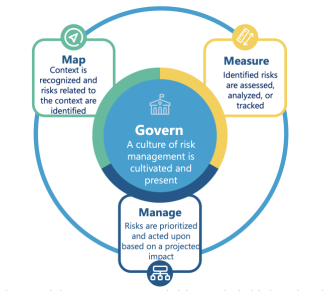 Map
Context is
recognized and
risks related to
the context are
identified
Measure
Identified risks
are assessed,
analyzed, or
tracked
Govern
A culture of risk
management is
cultivated and
present
Manage
Risks are prioritized
and acted upon
based on a projected
impact